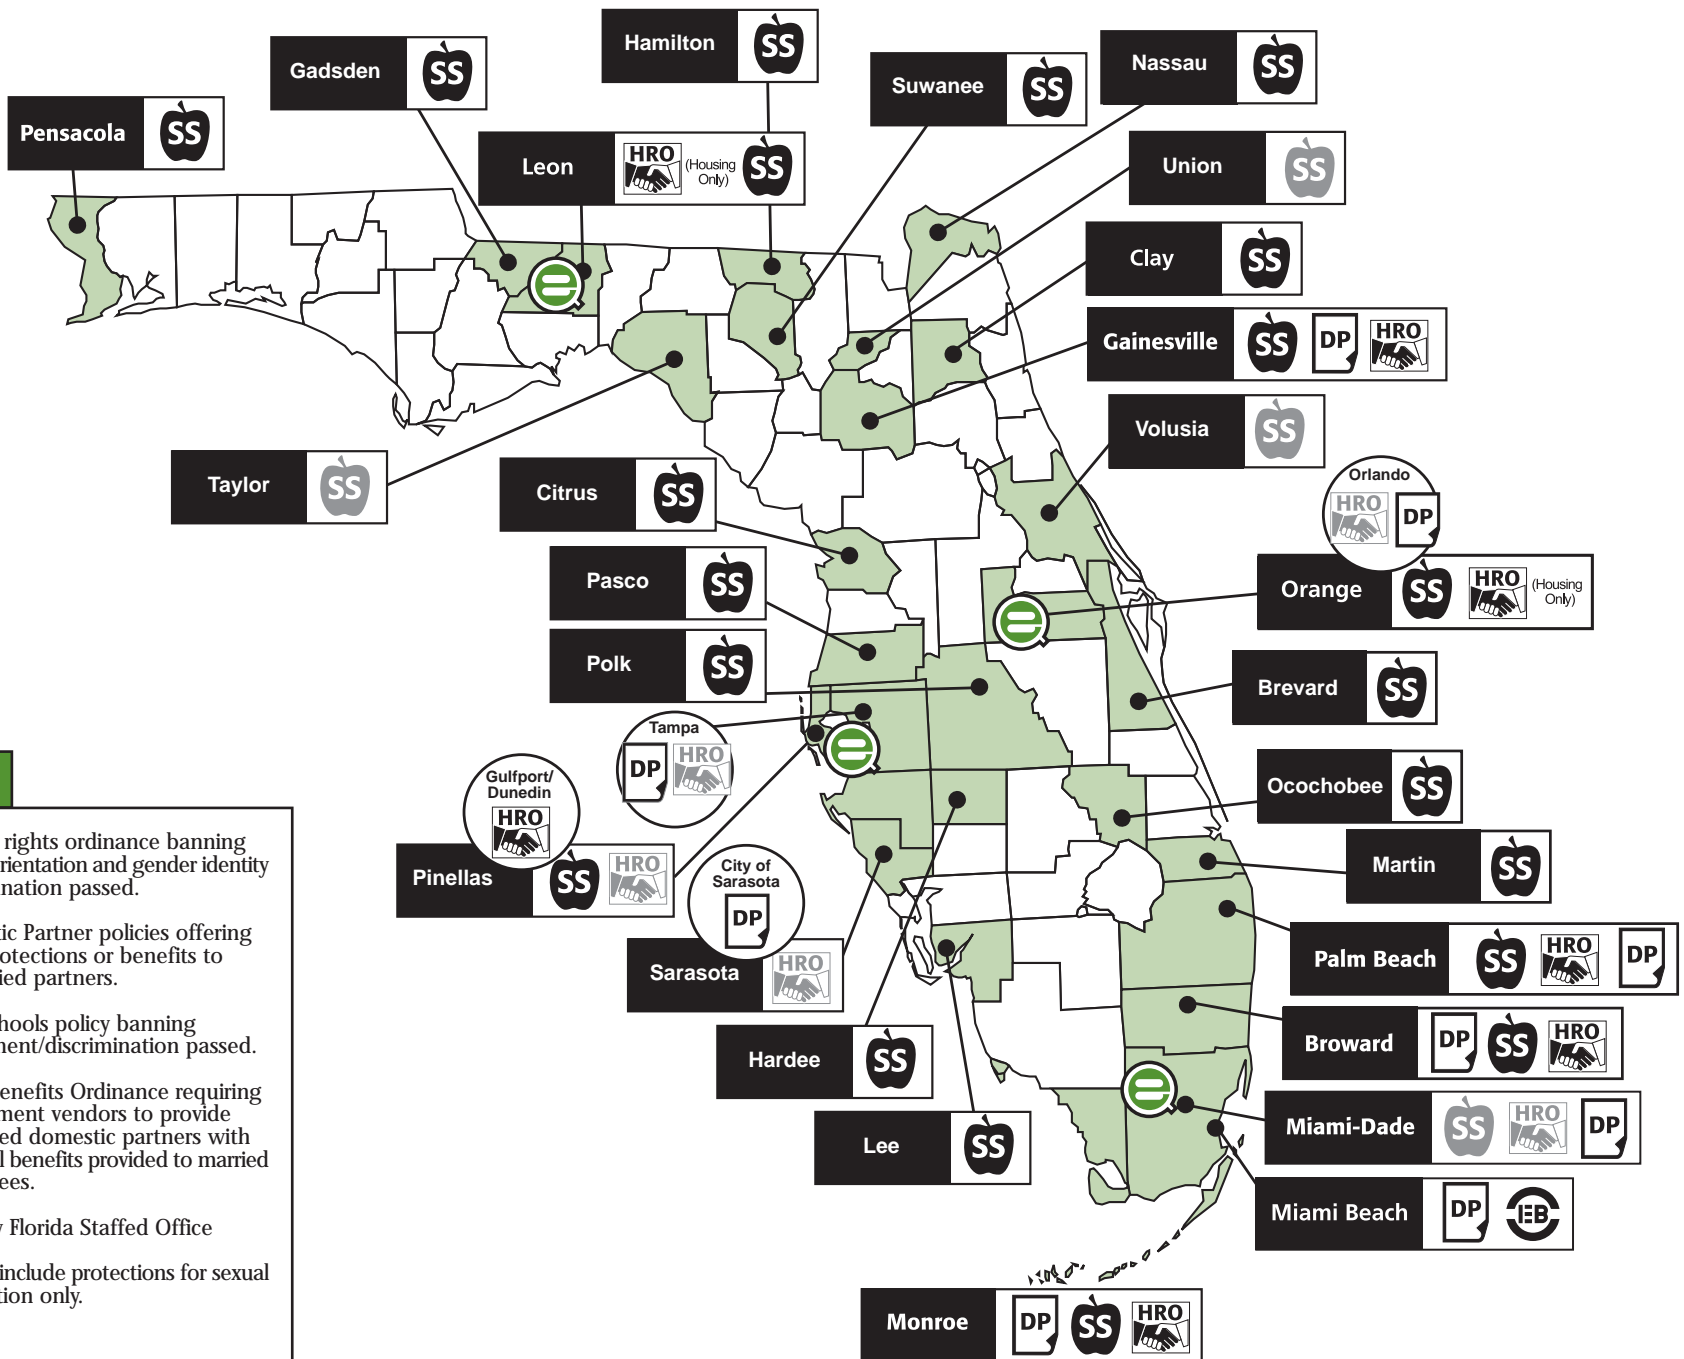 Hamilton SS
Nassau SS
Gadsden SS
Suwanee SS
Pensacola SS
Leon HRO (Housing Only) SS
Union SS
Clay SS
Gainesville SS DP HRO
Volusia SS
Taylor SS
Citrus SS
Orlando
HRO DP
Pasco SS
Orange SS HRO (Housing Only)
Polk SS
Brevard SS
Tampa
DP HRO
Gulfport/
Dunedin
HRO
Ocochobee SS
Pinellas SS HRO
Martin SS
City of
Sarasota
DP
Sarasota HRO
Palm Beach SS HRO DP
Hardee SS
Broward DP SS HRO
Lee SS
Miami-Dade SS HRO DP
Miami Beach DP EB
Monroe DP SS HRO
rights ordinance banning
rientation and gender identity
nation passed.
ic Partner policies offering
otections or benefits to
ied partners.
hools policy banning
ment/discrimination passed.
enefits Ordinance requiring
ment vendors to provide
ed domestic partners with
l benefits provided to married
ees.
y Florida Staffed Office
include protections for sexual
tion only.